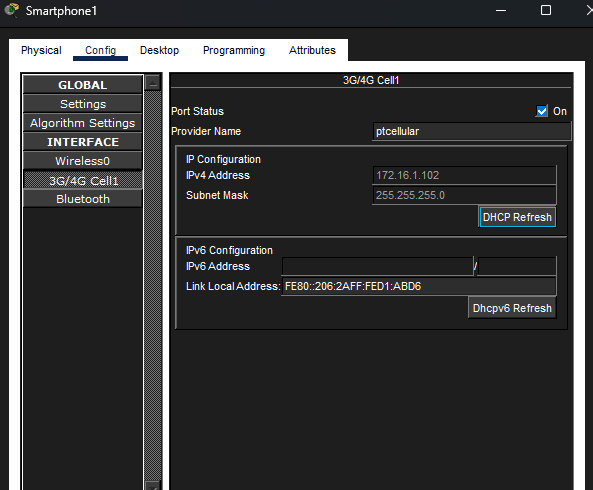 Smartphone1
Physical Config Desktop Programming Attributes
GLOBAL
Settings
Algorithm Settings
INTERFACE
Wireless0
3G/4G Cell1
Bluetooth
3G/4G Cell1
Port Status On
Provider Name ptcellular
IP Configuration
IPv4 Address 172.16.1.102
Subnet Mask 255.255.255.0
DHCP Refresh
IPv6 Configuration
IPv6 Address /
Link Local Address: FE80::206:2AFF:FED1:ABD6
Dhcpv6 Refresh